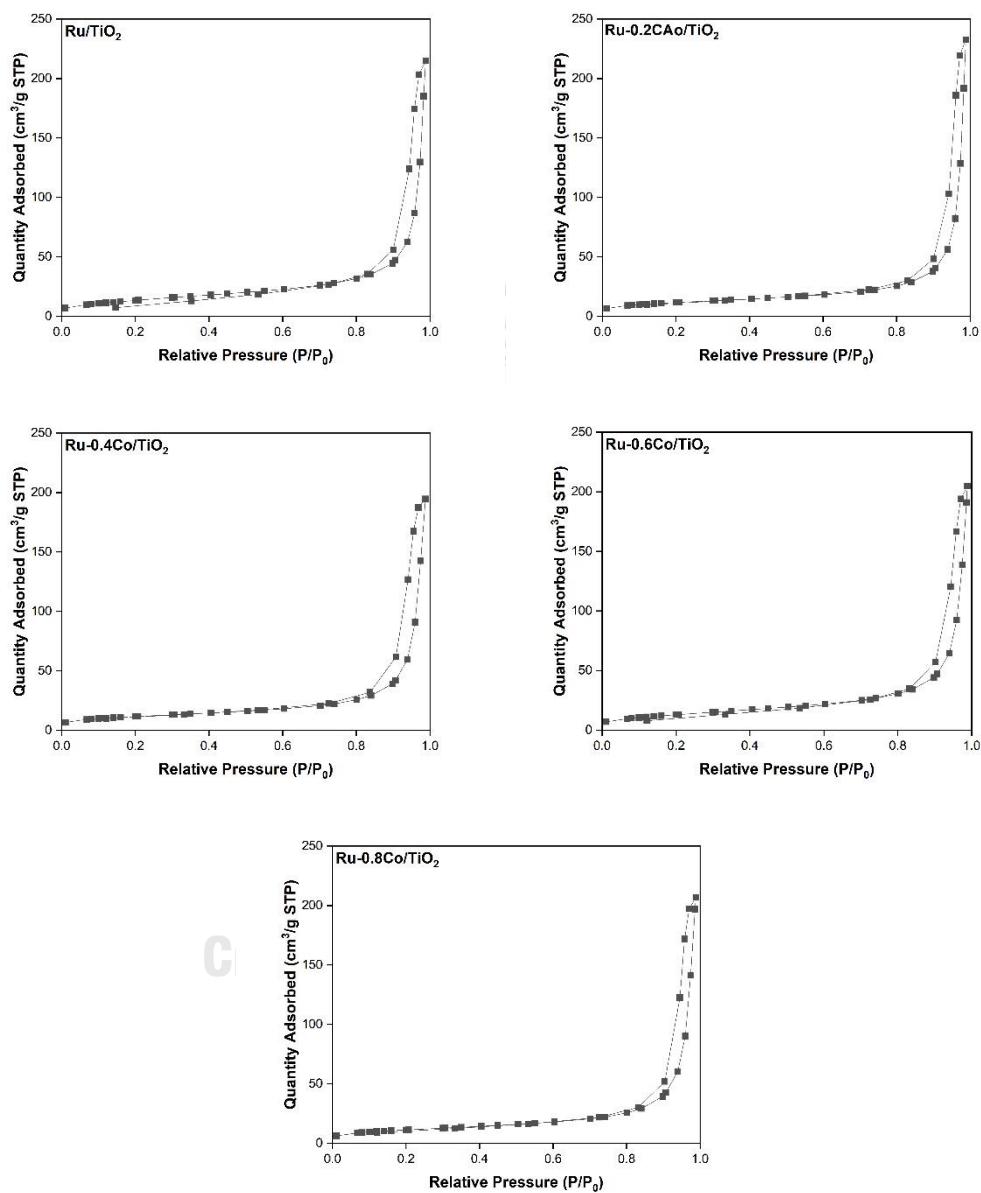 Ru/TiO₂
250
200
150
100
50
0
Quantity Adsorbed (cm³/g STP)
0.0 0.2 0.4 0.6 0.8 1.0
Relative Pressure (P/P₀)
Ru-0.2CAo/TiO₂
250
200
150
100
50
0
Quantity Adsorbed (cm³/g STP)
0.0 0.2 0.4 0.6 0.8 1.0
Relative Pressure (P/P₀)
Ru-0.4Co/TiO₂
250
200
150
100
50
0
Quantity Adsorbed (cm³/g STP)
0.0 0.2 0.4 0.6 0.8 1.0
Relative Pressure (P/P₀)
Ru-0.6Co/TiO₂
250
200
150
100
50
0
Quantity Adsorbed (cm³/g STP)
0.0 0.2 0.4 0.6 0.8 1.0
Relative Pressure (P/P₀)
Ru-0.8Co/TiO₂
250
200
150
100
50
0
Quantity Adsorbed (cm³/g STP)
0.0 0.2 0.4 0.6 0.8 1.0
Relative Pressure (P/P₀)